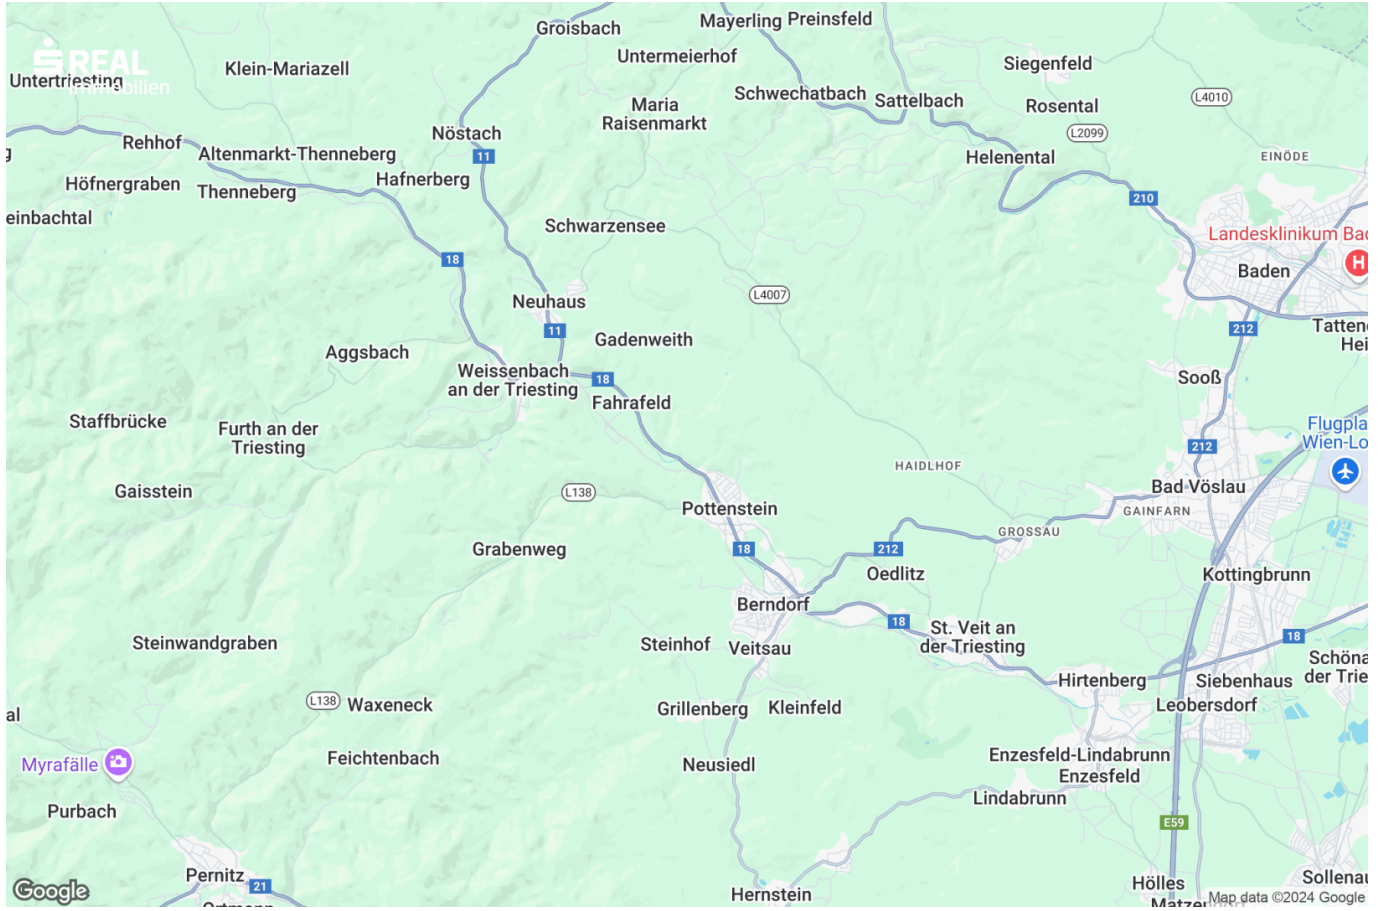 Groisbach
Mayerling
Preinsfeld
SREAL
Immobilien
Untermeierhof
Siegenfeld
Klein-Mariazell
Untertriesting
Schwechatbach
Sattelbach
L4010
Maria
Raisenmarkt
Rosental
L2099
Nöstach
Rehhof
Altenmarkt-Thenneberg
11
Helenental
EINÖDE
Hafnerberg
Höfnergraben
Thenneberg
210
einbachtal
Schwarzensee
Landesklinikum Bad
H
18
Baden
L4007
Neuhaus
11
212
Tatten
Hei
Gadenweith
Aggsbach
Weissenbach
an der Triesting
18
Sooß
Fahrafeld
Staffbrücke
Furth an der
Triesting
Flugpla
Wien-Lo
212
HAIDLHOF
Gaisstein
L138
Bad Vöslau
Pottenstein
GAINFARN
GROSSAU
Grabenweg
18
212
Oedlitz
Kottingbrunn
Berndorf
18
St. Veit an
der Triesting
18
Steinwandgraben
Steinhof
Veitsau
Schöna
der Trie
Hirtenberg
Siebenhaus
L138
Waxeneck
Grillenberg
Kleinfeld
Leobersdorf
al
Feichtenbach
Myrafälle
Neusiedl
Enzesfeld-Lindabrunn
Enzesfeld
Lindabrunn
Purbach
E59
Pernitz
21
Hernstein
Hölles
Sollenau
Google
Map data ©2024 Google